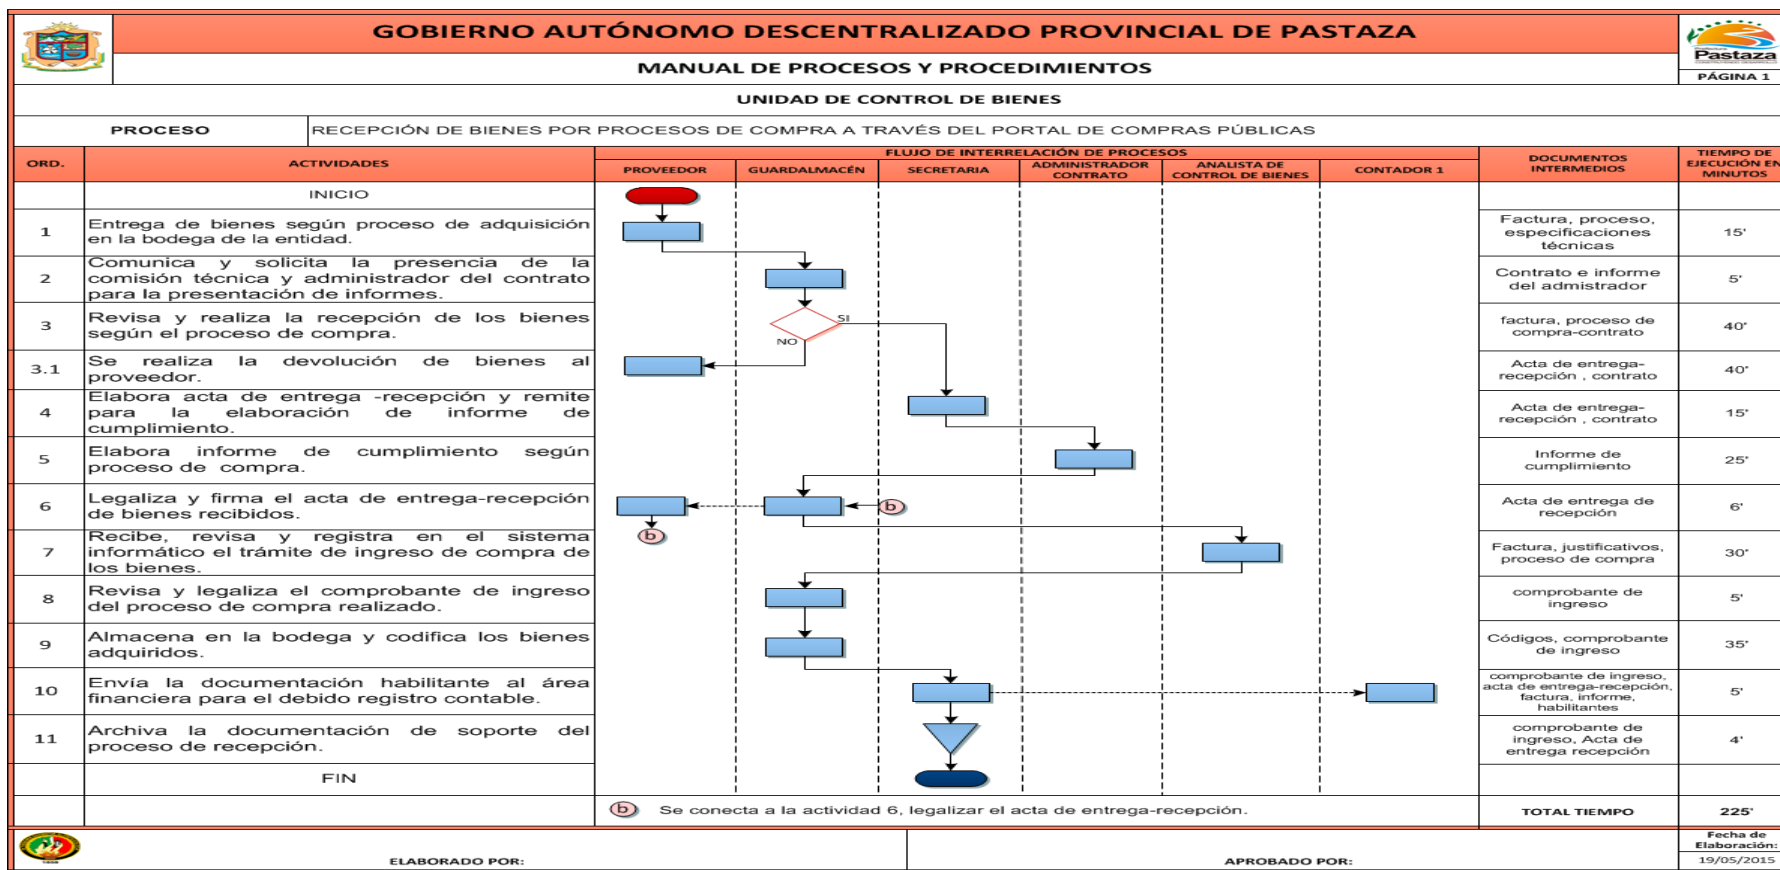 GOBIERNO AUTÓNOMO DESCENTRALIZADO PROVINCIAL DE PASTAZA
Pastaza
MANUAL DE PROCESOS Y PROCEDIMIENTOS
PÁGINA 1
UNIDAD DE CONTROL DE BIENES
PROCESO
RECEPCIÓN DE BIENES POR PROCESOS DE COMPRA A TRAVÉS DEL PORTAL DE COMPRAS PÚBLICAS
ORD.
ACTIVIDADES
FLUJO DE INTERRELACIÓN DE PROCESOS
PROVEEDOR
GUARDALMACÉN
SECRETARIA
ADMINISTRADOR
CONTRATO
ANALISTA DE
CONTROL DE BIENES
CONTADOR 1
DOCUMENTOS
INTERMEDIOS
TIEMPO DE
EJECUCIÓN EN
MINUTOS
INICIO
1
Entrega de bienes según proceso de adquisición
en la bodega de la entidad.
Factura, proceso,
especificaciones
técnicas
15'
2
Comunica y solicita la presencia de la
comisión técnica y administrador del contrato
para la presentación de informes.
Contrato e informe
del admistrador
5'
3
Revisa y realiza la recepción de los bienes
según el proceso de compra.
SI
NO
factura, proceso de
compra-contrato
40'
3.1
Se realiza la devolución de bienes al
proveedor.
Acta de entrega-
recepción , contrato
40'
4
Elabora acta de entrega -recepción y remite
para la elaboración de informe de
cumplimiento.
Acta de entrega-
recepción , contrato
15'
5
Elabora informe de cumplimiento según
proceso de compra.
Informe de
cumplimiento
25'
6
Legaliza y firma el acta de entrega-recepción
de bienes recibidos.
b
b
Acta de entrega de
recepción
6'
7
Recibe, revisa y registra en el sistema
informático el trámite de ingreso de compra de
los bienes.
Factura, justificativos,
proceso de compra
30'
8
Revisa y legaliza el comprobante de ingreso
del proceso de compra realizado.
comprobante de
ingreso
5'
9
Almacena en la bodega y codifica los bienes
adquiridos.
Códigos, comprobante
de ingreso
35'
10
Envía la documentación habilitante al área
financiera para el debido registro contable.
comprobante de ingreso,
acta de entrega-recepción,
factura, informe,
habilitantes
5'
11
Archiva la documentación de soporte del
proceso de recepción.
comprobante de
ingreso, Acta de
entrega recepción
4'
FIN
b Se conecta a la actividad 6, legalizar el acta de entrega-recepción.
TOTAL TIEMPO
225'
ELABORADO POR:
APROBADO POR:
Fecha de
Elaboración:
19/05/2015